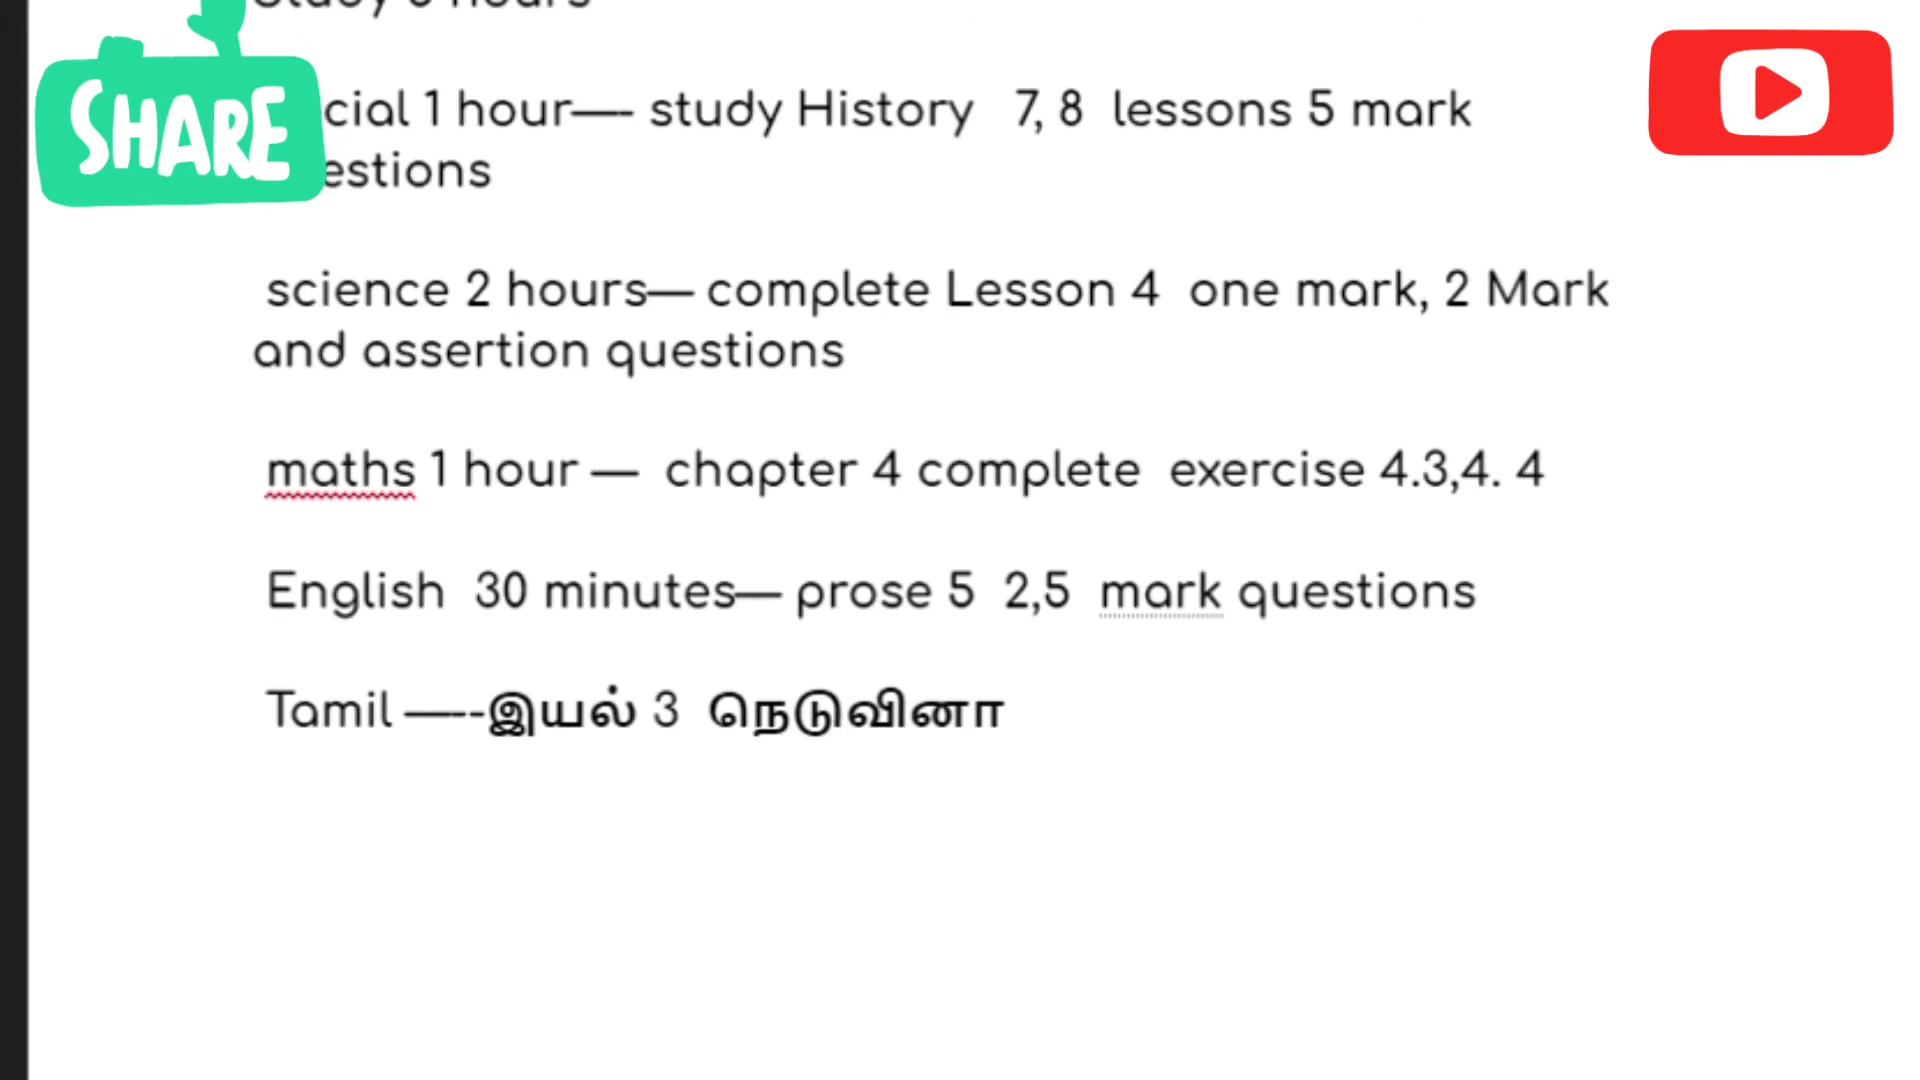 SHARE
cial 1 hour—- study History 7, 8 lessons 5 mark
estions
science 2 hours— complete Lesson 4 one mark, 2 Mark
and assertion questions
maths 1 hour — chapter 4 complete exercise 4.3,4. 4
English 30 minutes— prose 5 2,5 mark questions
Tamil —--இயல் 3 நெடுவினா